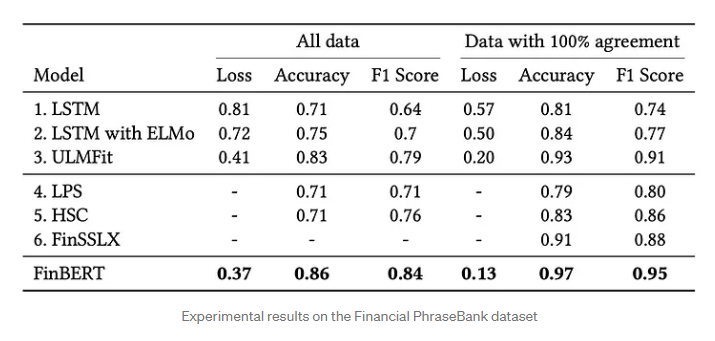 All data Data with 100% agreement
Model Loss Accuracy F1 Score Loss Accuracy F1 Score
1. LSTM 0.81 0.71 0.64 0.57 0.81 0.74
2. LSTM with ELMo 0.72 0.75 0.7 0.50 0.84 0.77
3. ULMFit 0.41 0.83 0.79 0.20 0.93 0.91
4. LPS - 0.71 0.71 - 0.79 0.80
5. HSC - 0.71 0.76 - 0.83 0.86
6. FinSSLX - - - - 0.91 0.88
FinBERT 0.37 0.86 0.84 0.13 0.97 0.95
Experimental results on the Financial PhraseBank dataset